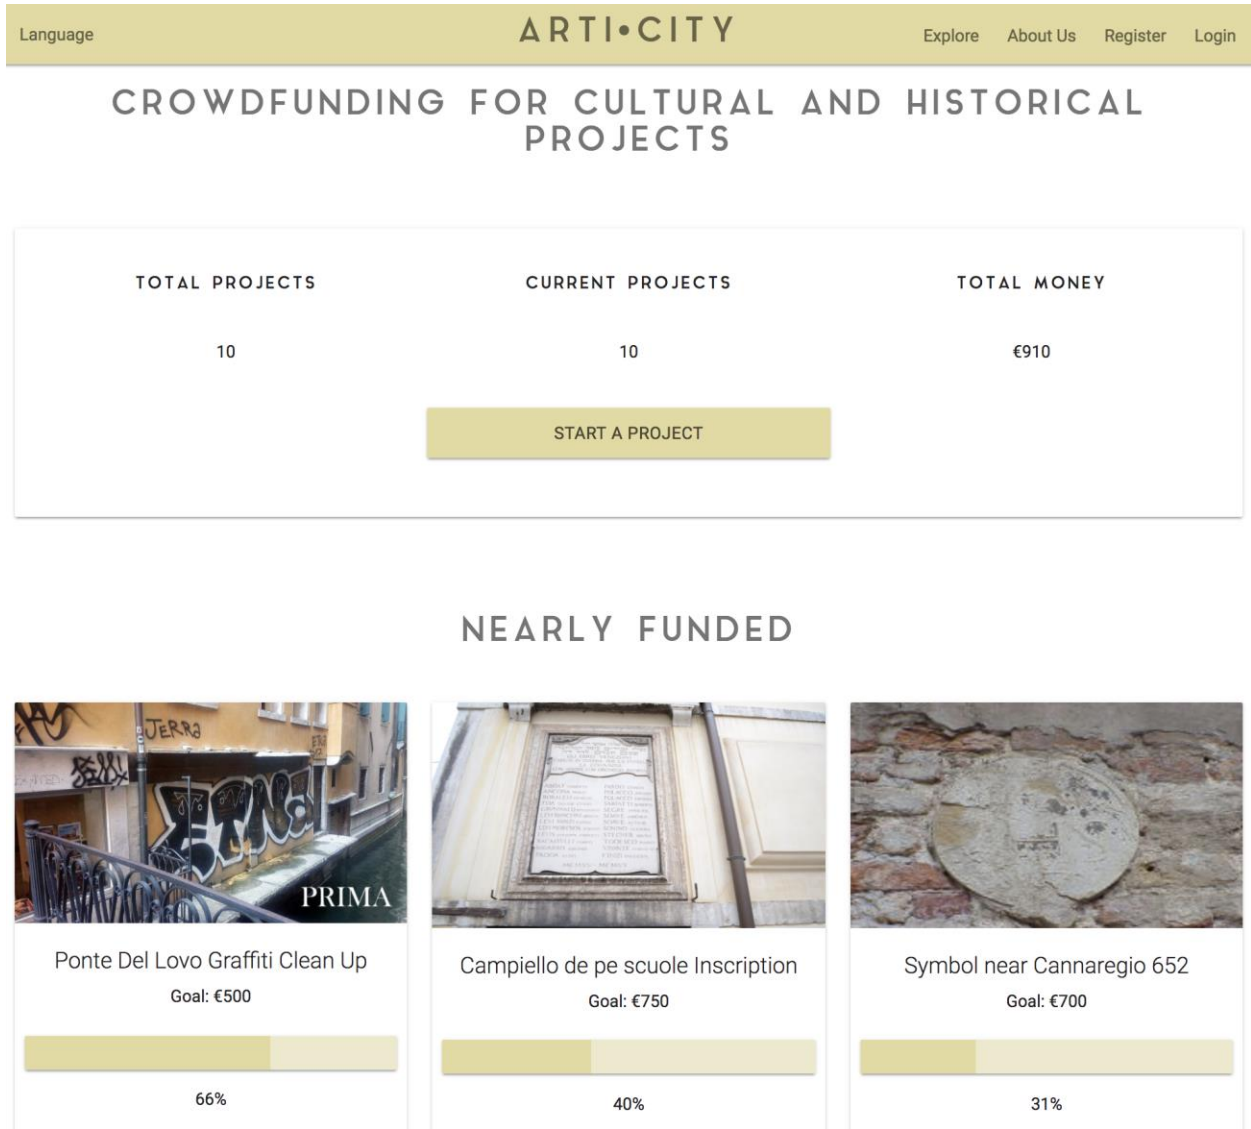 Language
ARTI•CITY
Explore About Us Register Login
CROWDFUNDING FOR CULTURAL AND HISTORICAL
PROJECTS
TOTAL PROJECTS
CURRENT PROJECTS
TOTAL MONEY
10
10
€910
START A PROJECT
NEARLY FUNDED
JERRA
ETNA
PRIMA
Ponte Del Lovo Graffiti Clean Up
Goal: €500
66%
Campiello de pe scuole Inscription
Goal: €750
40%
Symbol near Cannaregio 652
Goal: €700
31%